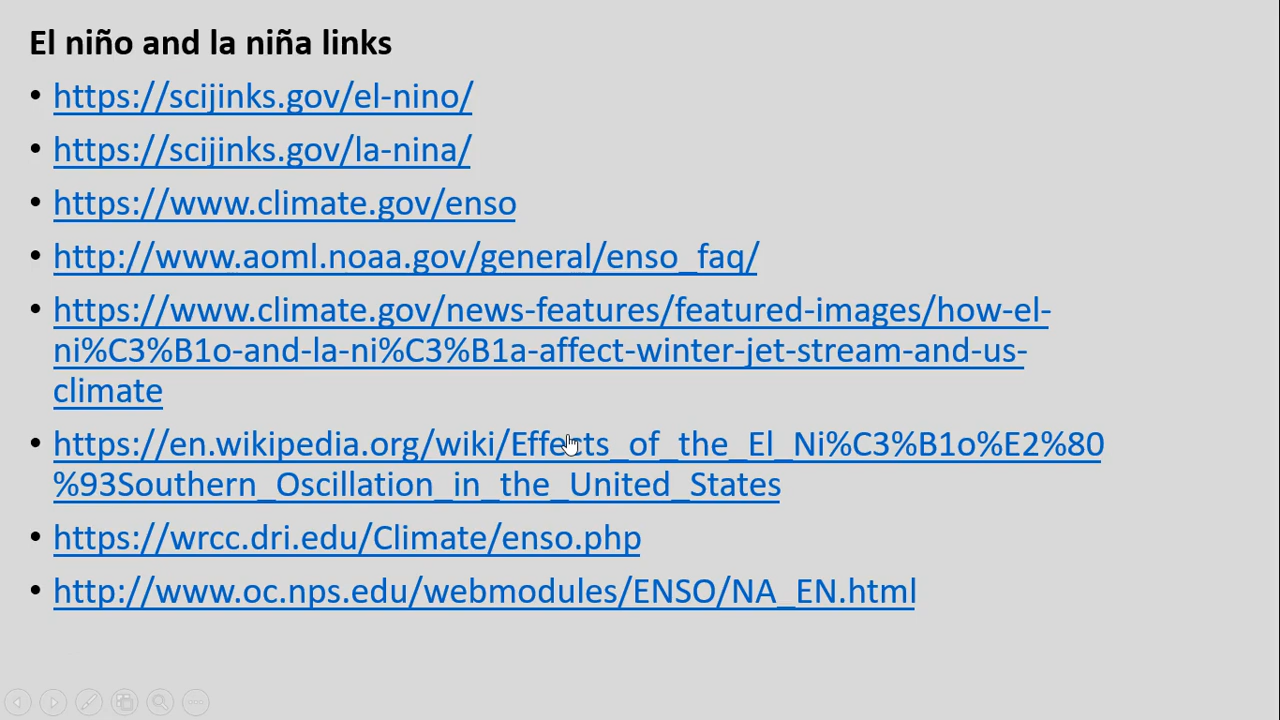 El niño and la niña links
• https://scijinks.gov/el-nino/
• https://scijinks.gov/la-nina/
• https://www.climate.gov/enso
• http://www.aoml.noaa.gov/general/enso_faq/
• https://www.climate.gov/news-features/featured-images/how-el-
ni%C3%B1o-and-la-ni%C3%B1a-affect-winter-jet-stream-and-us-
climate
• https://en.wikipedia.org/wiki/Effects_of_the_El_Ni%C3%B1o%E2%80
%93Southern_Oscillation_in_the_United_States
• https://wrcc.dri.edu/Climate/enso.php
• http://www.oc.nps.edu/webmodules/ENSO/NA_EN.html